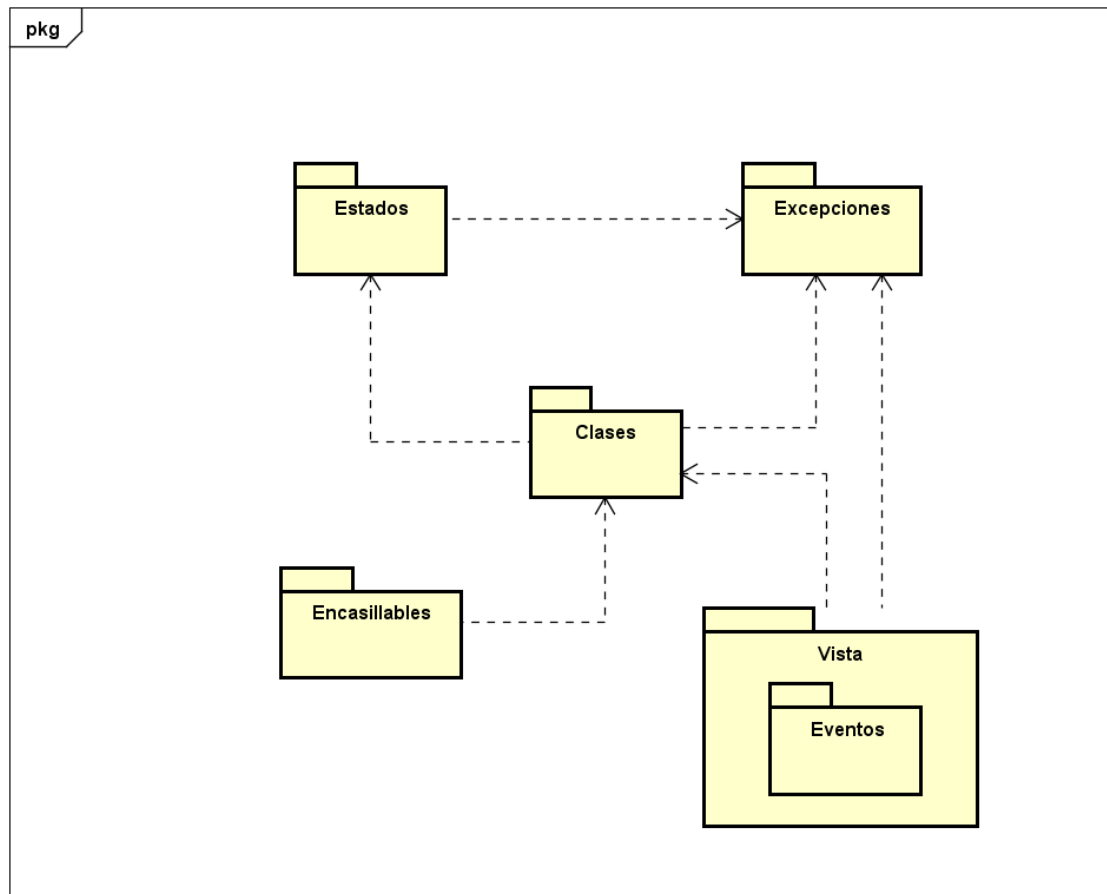 pkg
Estados
Excepciones
Clases
Encasillables
Vista
Eventos